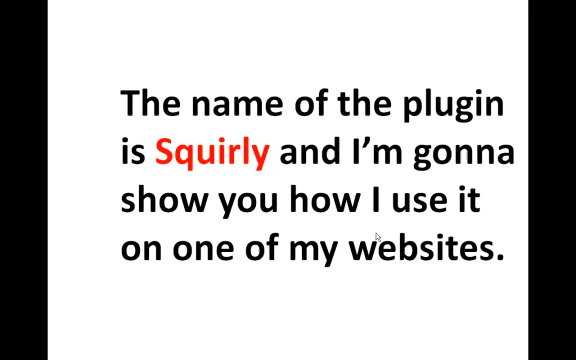 The name of the plugin
is Squirly and I’m gonna
show you how I use it
on one of my websites.